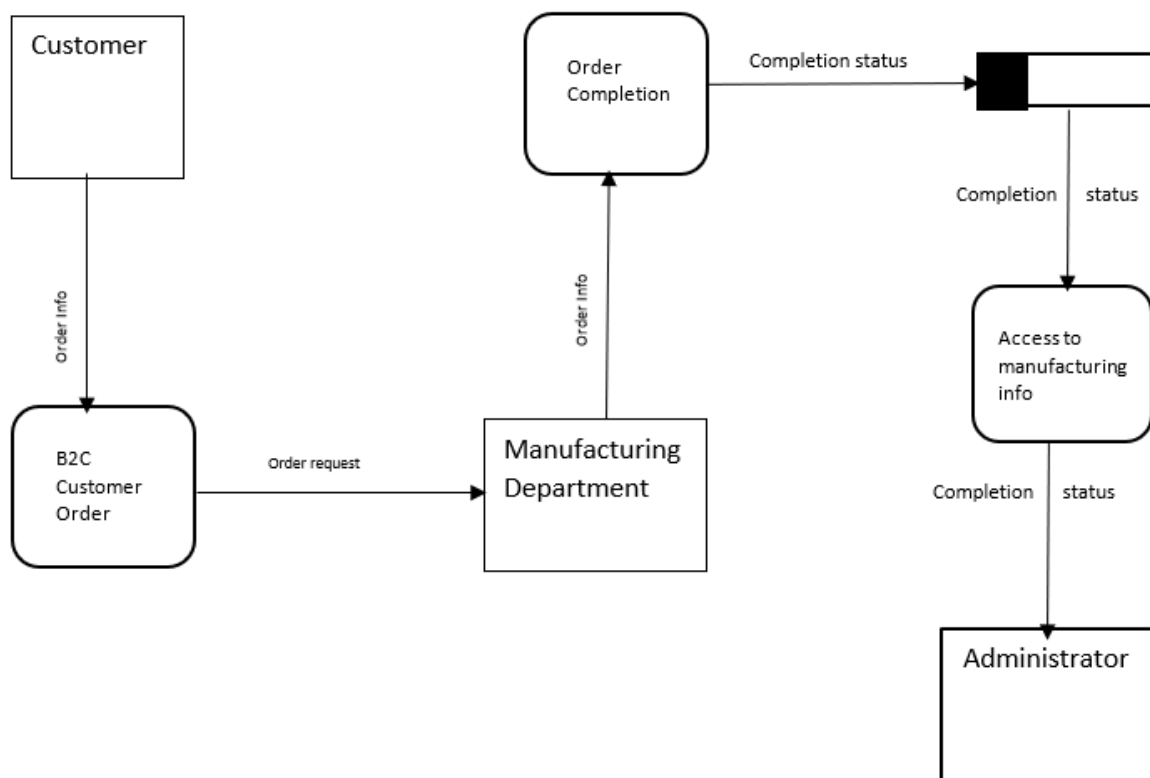 Customer
Order Info
B2C
Customer
Order
Order request
Manufacturing
Department
Order Info
Order
Completion
Completion status
Completion status
Access to
manufacturing
info
Completion status
Administrator